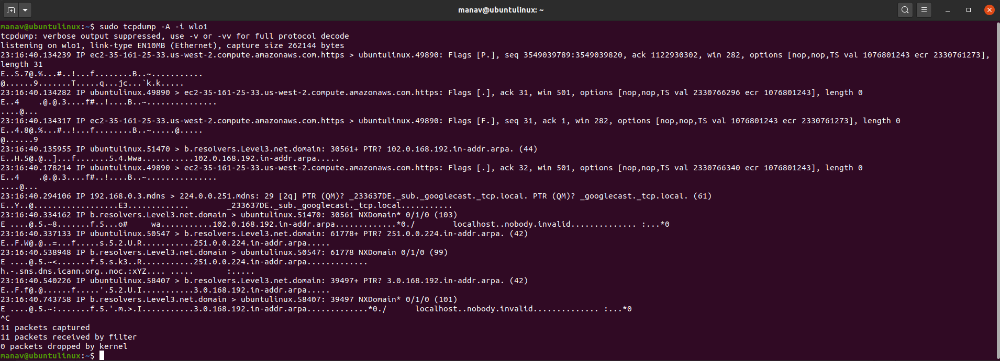 manav@ubuntulinux: ~
manav@ubuntulinux:~$ sudo tcpdump -A -i wlo1
tcpdump: verbose output suppressed, use -v or -vv for full protocol decode
listening on wlo1, link-type EN10MB (Ethernet), capture size 262144 bytes
23:16:40.134239 IP ec2-35-161-25-33.us-west-2.compute.amazonaws.com.https > ubuntulinux.49890: Flags [P.], seq 3549039789:3549039820, ack 1122930302, win 282, options [nop,nop,TS val 1076801243 ecr 2330761273],
length 31
E..S.7@.%...#..!...f........B..~...........
@......9.......T.....q...jc...`k.k.....
23:16:40.134282 IP ubuntulinux.49890 > ec2-35-161-25-33.us-west-2.compute.amazonaws.com.https: Flags [.], ack 31, win 501, options [nop,nop,TS val 2330766296 ecr 1076801243], length 0
E..4    .@.@.3....f#..!....B..~...............
....@...
23:16:40.134317 IP ec2-35-161-25-33.us-west-2.compute.amazonaws.com.https > ubuntulinux.49890: Flags [F.], seq 31, ack 1, win 282, options [nop,nop,TS val 1076801243 ecr 2330761273], length 0
E..4.8@.%...#..!...f........B..~.....@.....
@......9
23:16:40.135955 IP ubuntulinux.51470 > b.resolvers.Level3.net.domain: 30561+ PTR? 102.0.168.192.in-addr.arpa. (44)
E..H.5@.@..]...f.......5.4.Wwa...........102.0.168.192.in-addr.arpa.....
23:16:40.178214 IP ubuntulinux.49890 > ec2-35-161-25-33.us-west-2.compute.amazonaws.com.https: Flags [.], ack 32, win 501, options [nop,nop,TS val 2330766340 ecr 1076801243], length 0
E..4    .@.@.3....f#..!....B..~...............
....@...
23:16:40.294106 IP 192.168.0.3.mdns > 224.0.0.251.mdns: 29 [2q] PTR (QM)? _233637DE._sub._googlecast._tcp.local. PTR (QM)? _googlecast._tcp.local. (61)
E..Y..@..................E3.............        _233637DE._sub._googlecast._tcp.local...........
23:16:40.334162 IP b.resolvers.Level3.net.domain > ubuntulinux.51470: 30561 NXDomain* 0/1/0 (103)
E ....@.5.~8.......f.5...o#     wa...........102.0.168.192.in-addr.arpa.............*0./        localhost..nobody.invalid.............. :...*0
23:16:40.337133 IP ubuntulinux.50547 > b.resolvers.Level3.net.domain: 61778+ PTR? 251.0.0.224.in-addr.arpa. (42)
E..F.W@.@..=...f.....s.5.2.U.R...........251.0.0.224.in-addr.arpa.....
23:16:40.538948 IP b.resolvers.Level3.net.domain > ubuntulinux.50547: 61778 NXDomain 0/1/0 (99)
E ....@.5.~<.......f.5.s.k3..R...........251.0.0.224.in-addr.arpa.............
h.-.sns.dns.icann.org..noc.:xYZ.... .....       :.....
23:16:40.540226 IP ubuntulinux.58407 > b.resolvers.Level3.net.domain: 39497+ PTR? 3.0.168.192.in-addr.arpa. (42)
E..F.f@.@......f.....'.5.2.U.I...........3.0.168.192.in-addr.arpa.....
23:16:40.743758 IP b.resolvers.Level3.net.domain > ubuntulinux.58407: 39497 NXDomain* 0/1/0 (101)
E ....@.5.~:.......f.5.'.m.>.I...........3.0.168.192.in-addr.arpa.............*0./      localhost..nobody.invalid.............. :...*0
^C
11 packets captured
11 packets received by filter
0 packets dropped by kernel
manav@ubuntulinux:~$